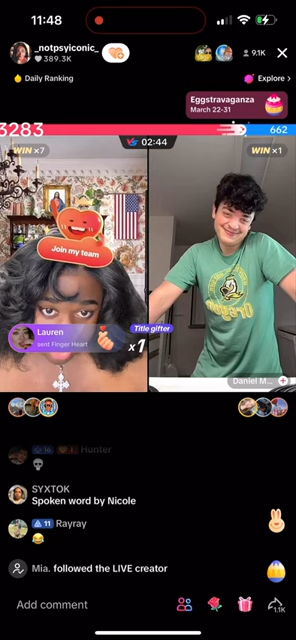 11:48
_notpsyiconic_
389.3K
9.1K
Daily Ranking
Explore >
Eggstravaganza
March 22-31
3283
662
WIN ×7
VS 02:44
WIN ×1
Join my team
Lauren
sent Finger Heart
Title gifter
x1
Daniel M...
Hunter
SYXTOK
Spoken word by Nicole
11 Rayray
Mia. followed the LIVE creator
Add comment
1.1K